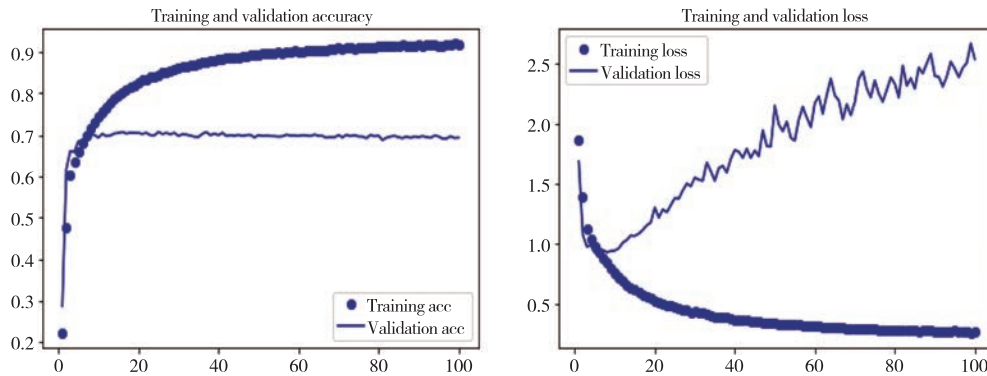 Training and validation accuracy
0.9
0.8
0.7
0.6
0.5
0.4
0.3
0.2
Training acc
Validation acc
0 20 40 60 80 100
Training and validation loss
Training loss
Validation loss
2.5
2.0
1.5
1.0
0.5
0 20 40 60 80 100